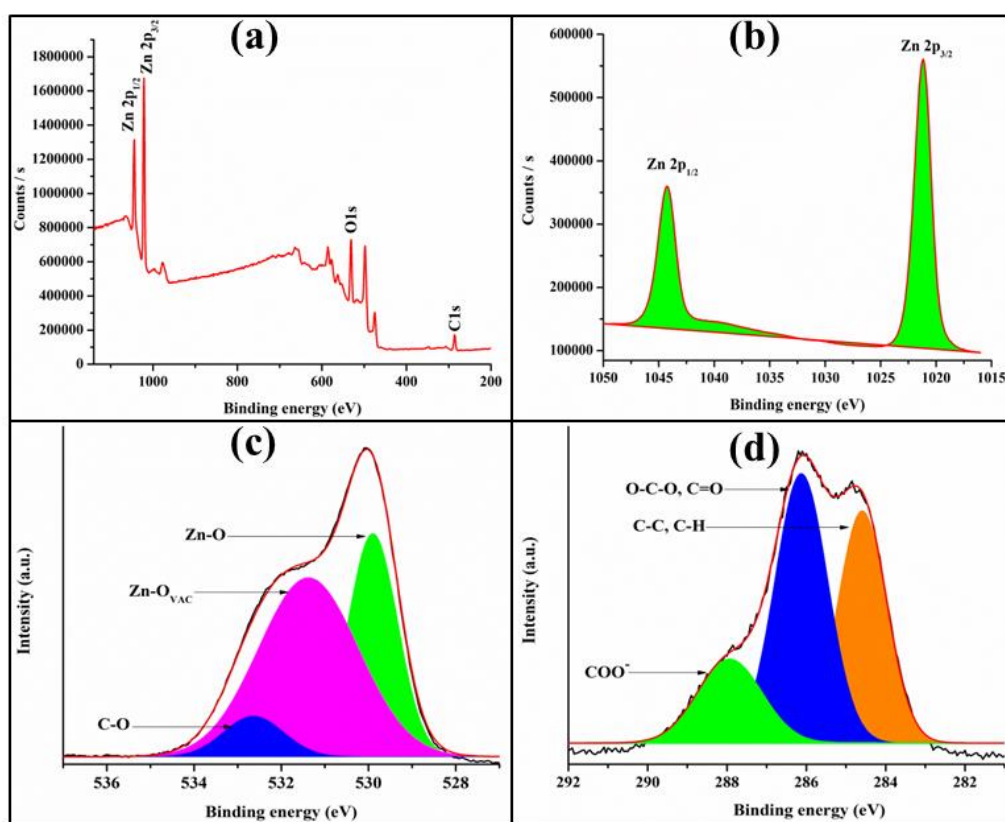 (a)
Zn 2p1/2
Zn 2p3/2
O1s
C1s
1800000
1600000
1400000
1200000
1000000
800000
600000
400000
200000
0
Counts / s
1000 800 600 400 200
Binding energy (eV)
(b)
Zn 2p3/2
Zn 2p1/2
600000
500000
400000
300000
200000
100000
Counts / s
1050 1045 1040 1035 1030 1025 1020 1015
Binding energy (eV)
(c)
Zn-O
Zn-OVAC
C-O
Intensity (a.u.)
536 534 532 530 528
Binding energy (eV)
(d)
O-C-O, C=O
C-C, C-H
COO-
Intensity (a.u.)
292 290 288 286 284 282
Binding energy (eV)